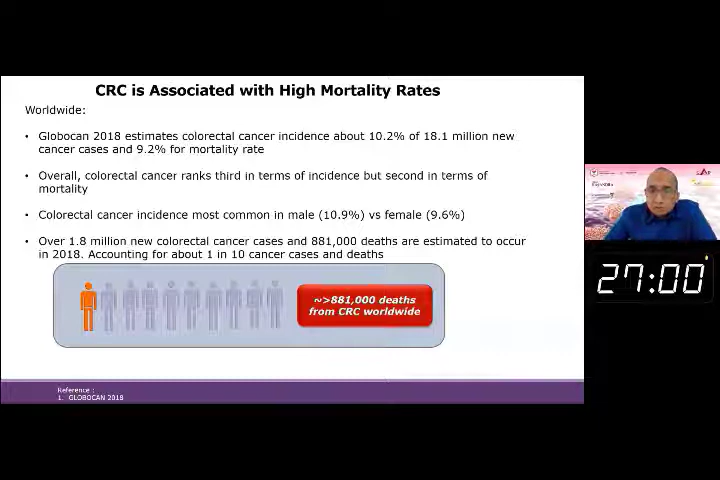 CRC is Associated with High Mortality Rates
Worldwide:
• Globocan 2018 estimates colorectal cancer incidence about 10.2% of 18.1 million new
cancer cases and 9.2% for mortality rate
• Overall, colorectal cancer ranks third in terms of incidence but second in terms of
mortality
• Colorectal cancer incidence most common in male (10.9%) vs female (9.6%)
• Over 1.8 million new colorectal cancer cases and 881,000 deaths are estimated to occur
in 2018. Accounting for about 1 in 10 cancer cases and deaths
~>881,000 deaths
from CRC worldwide
27:00
Reference :
1. GLOBOCAN 2018